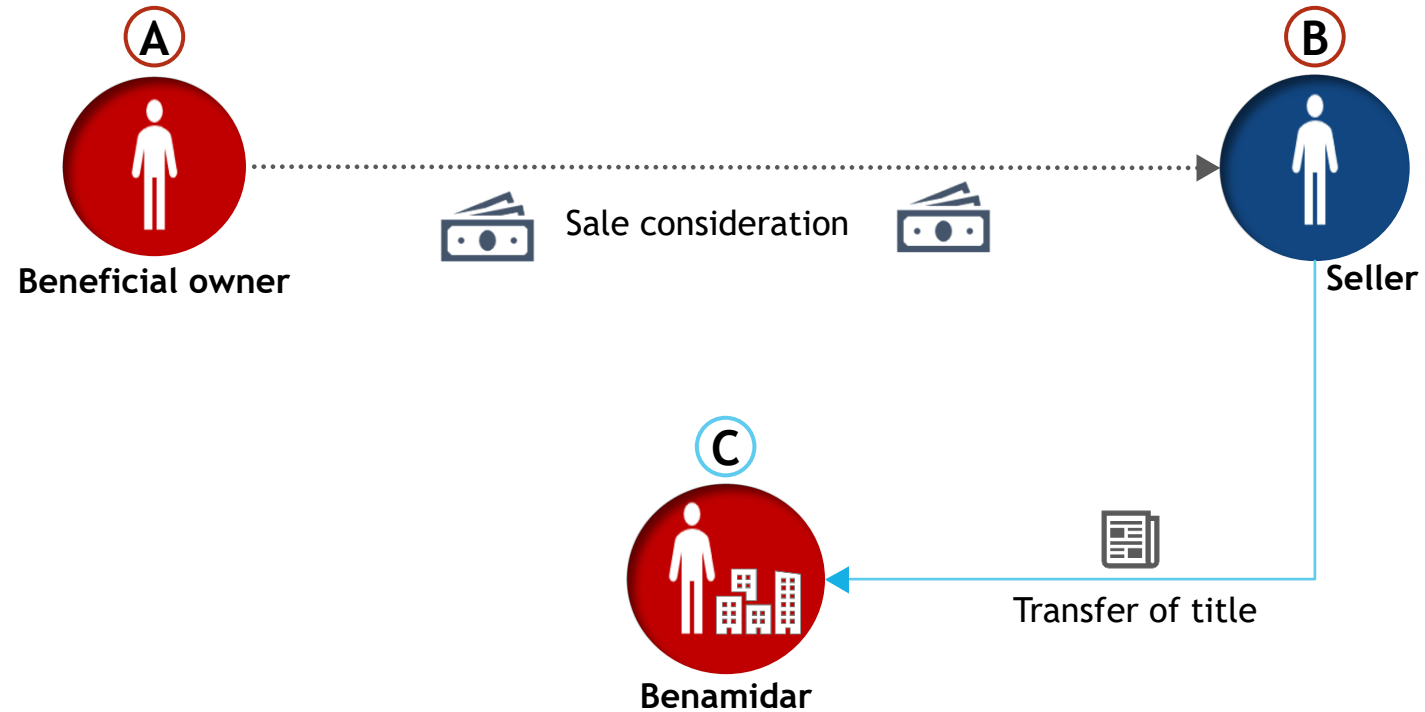 A
B
Sale consideration
Beneficial owner
Seller
C
Transfer of title
Benamidar